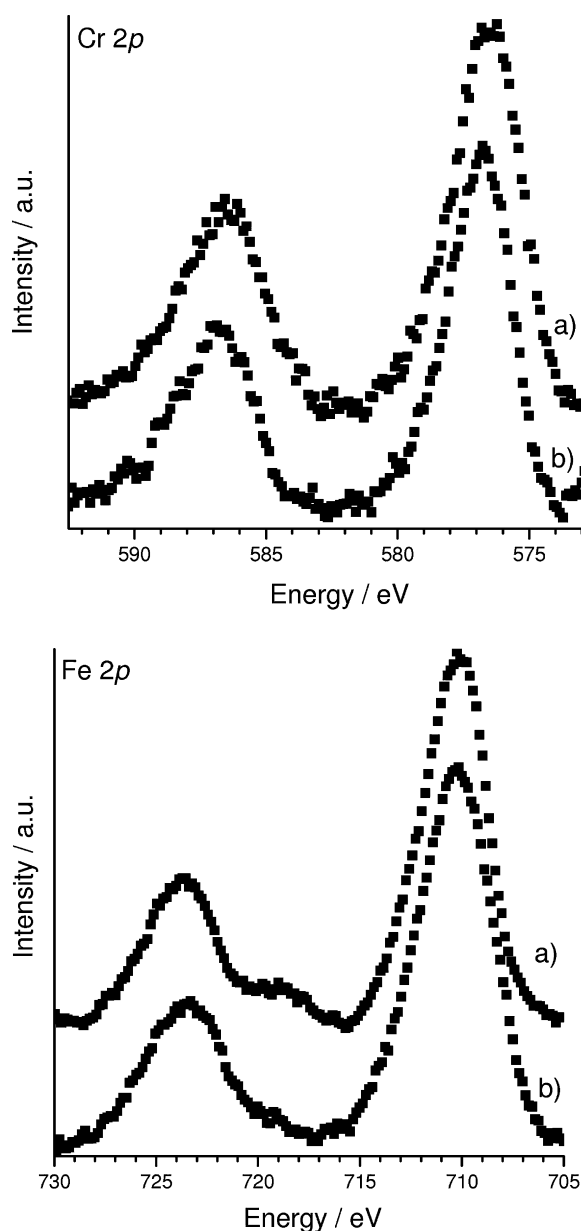 Cr 2p
Intensity / a.u.
a)
b)
590 585 580 575
Energy / eV
Fe 2p
Intensity / a.u.
a)
b)
730 725 720 715 710 705
Energy / eV